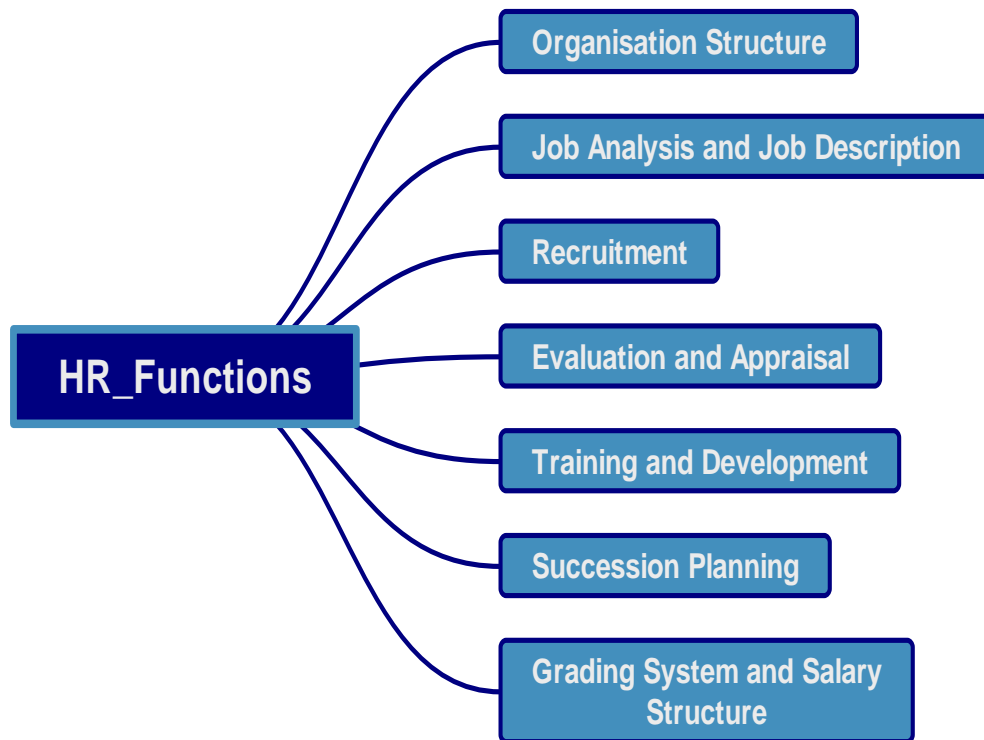 Organisation Structure
Job Analysis and Job Description
Recruitment
HR_Functions
Evaluation and Appraisal
Training and Development
Succession Planning
Grading System and Salary
Structure